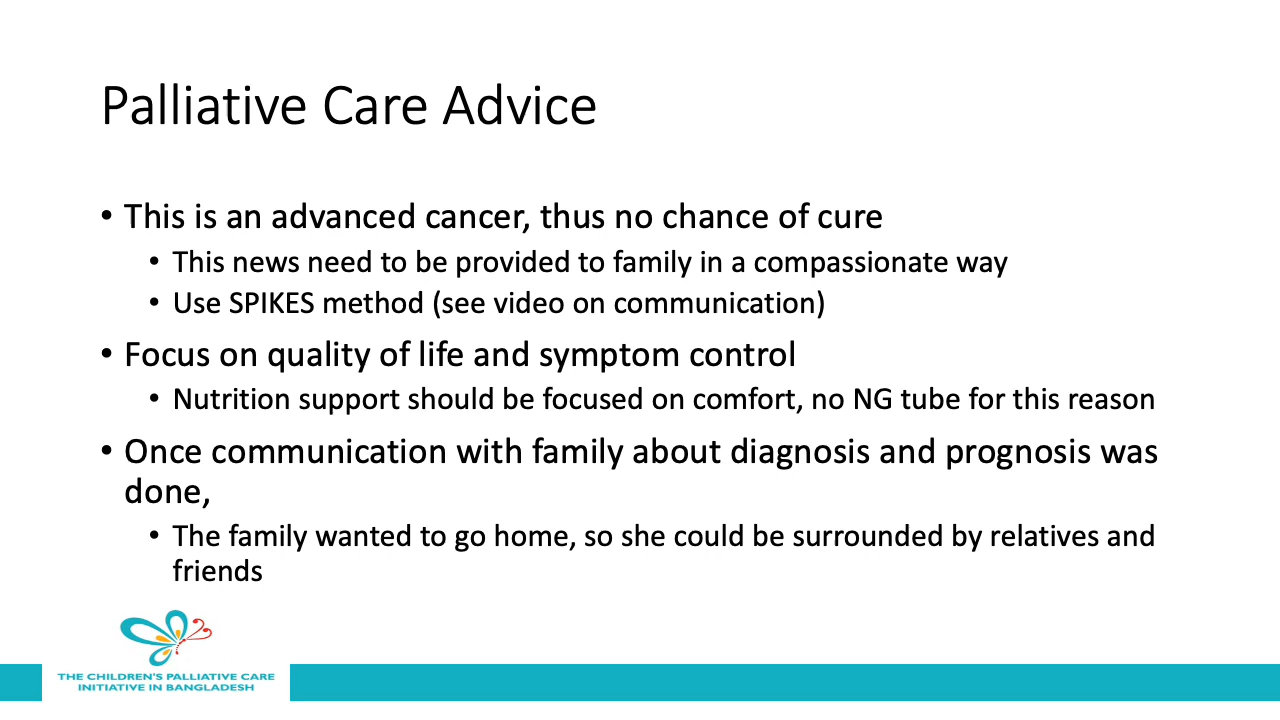 Palliative Care Advice
• This is an advanced cancer, thus no chance of cure
• This news need to be provided to family in a compassionate way
• Use SPIKES method (see video on communication)
• Focus on quality of life and symptom control
• Nutrition support should be focused on comfort, no NG tube for this reason
• Once communication with family about diagnosis and prognosis was
done,
• The family wanted to go home, so she could be surrounded by relatives and
friends
THE CHILDREN'S PALLIATIVE CARE
INITIATIVE IN BANGLADESH